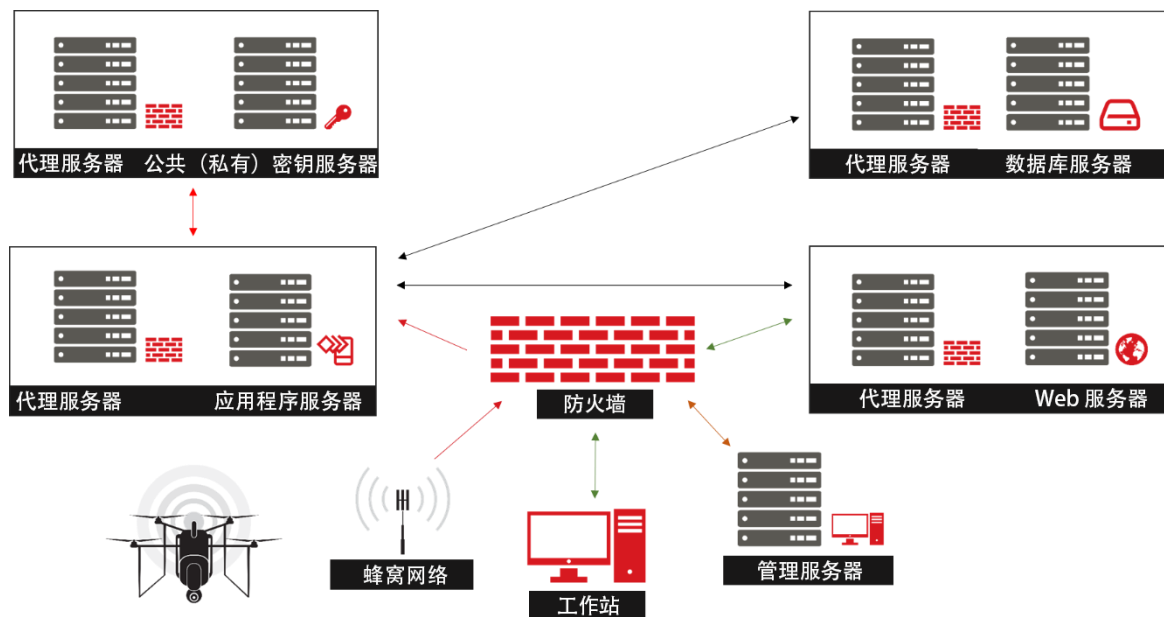 代理服务器 公共（私有）密钥服务器
代理服务器 数据库服务器
代理服务器 应用程序服务器
防火墙
代理服务器 Web 服务器
蜂窝网络
工作站
管理服务器